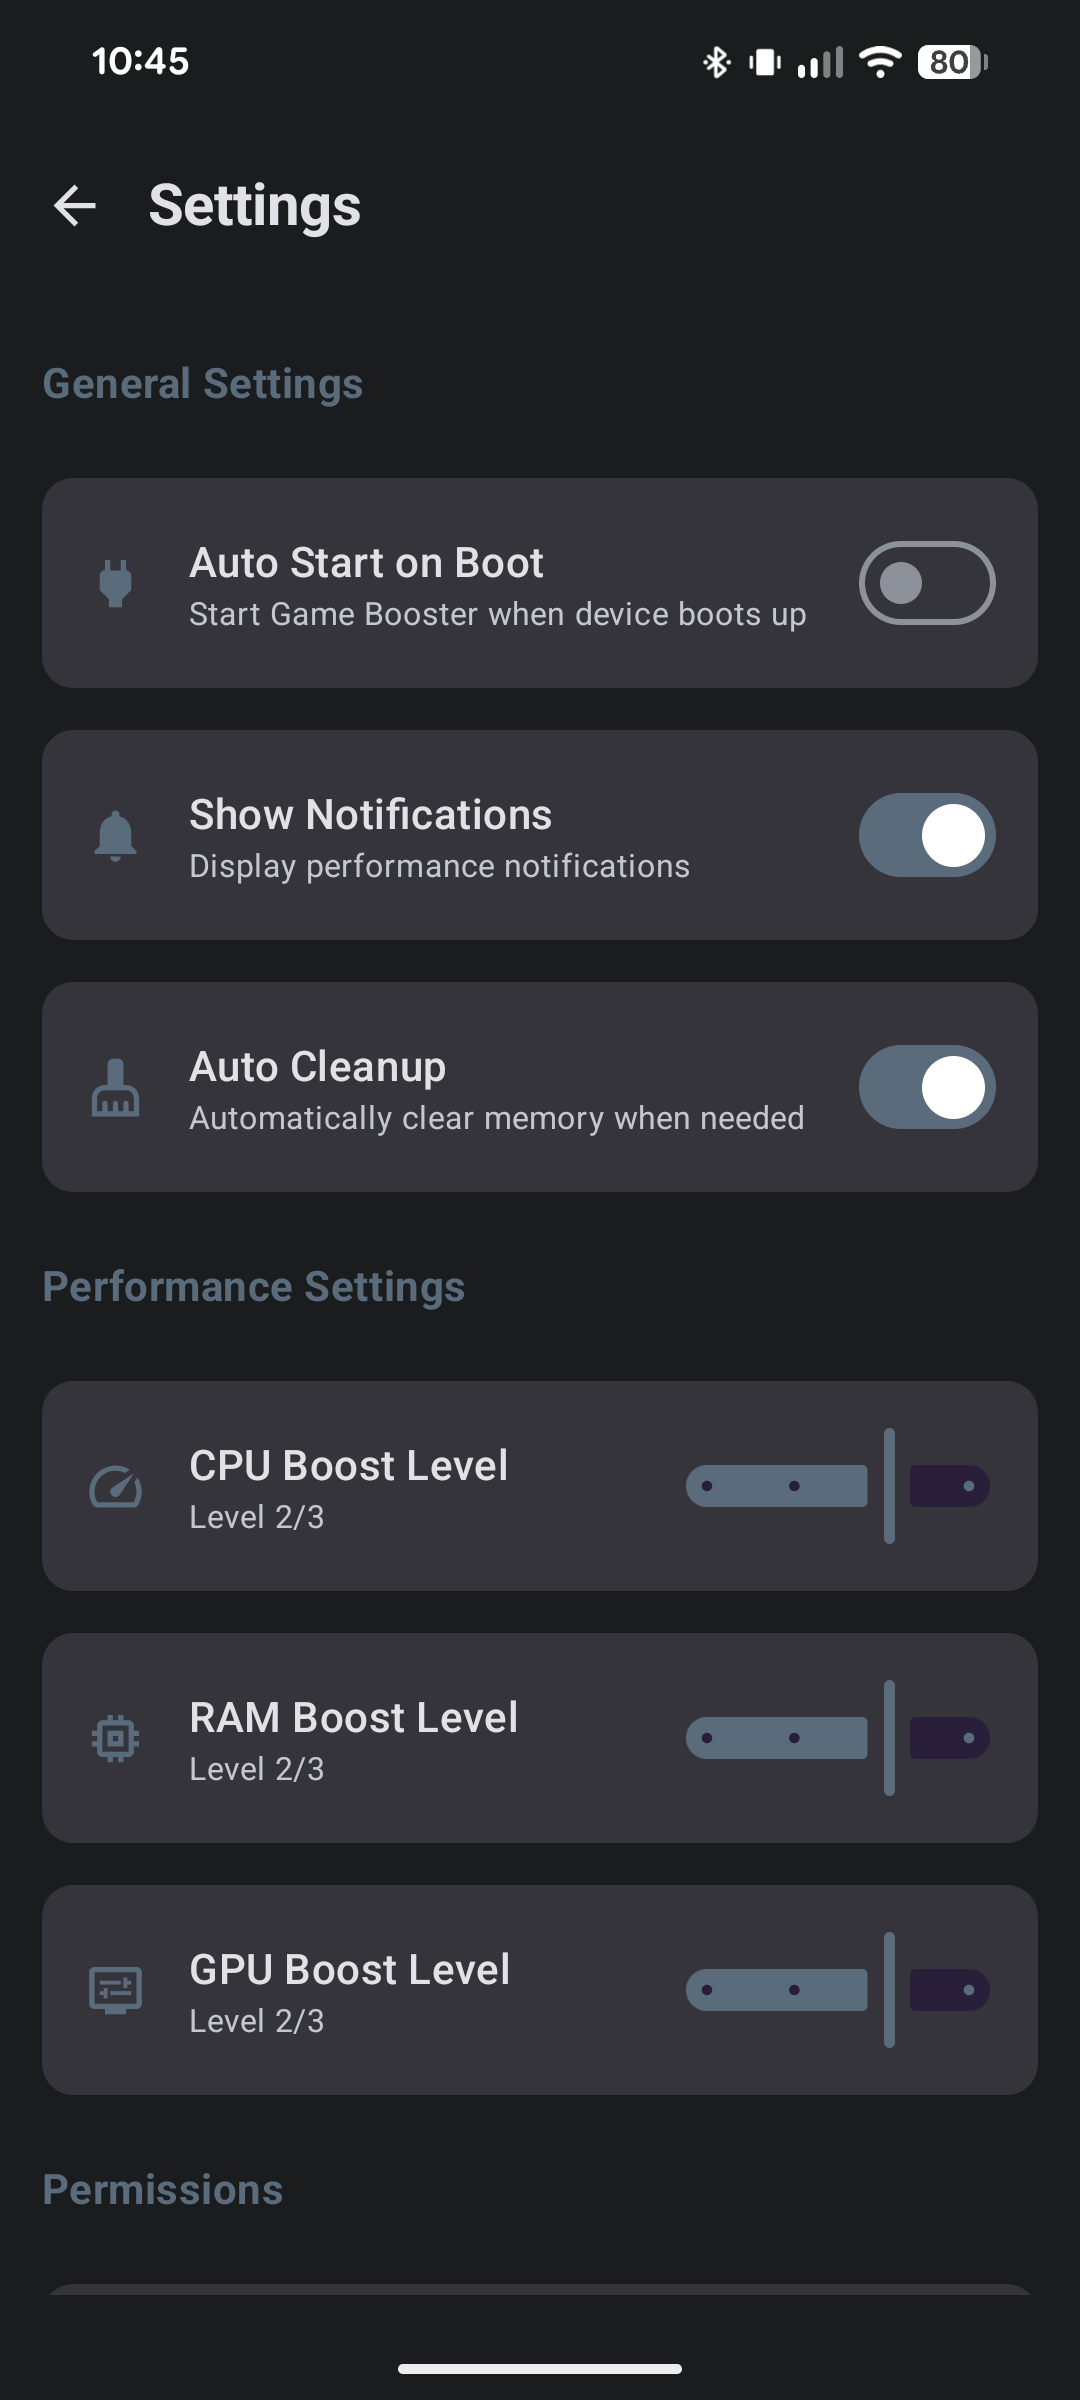 10:45
80
Settings
General Settings
Auto Start on Boot
Start Game Booster when device boots up
Show Notifications
Display performance notifications
Auto Cleanup
Automatically clear memory when needed
Performance Settings
CPU Boost Level
Level 2/3
RAM Boost Level
Level 2/3
GPU Boost Level
Level 2/3
Permissions